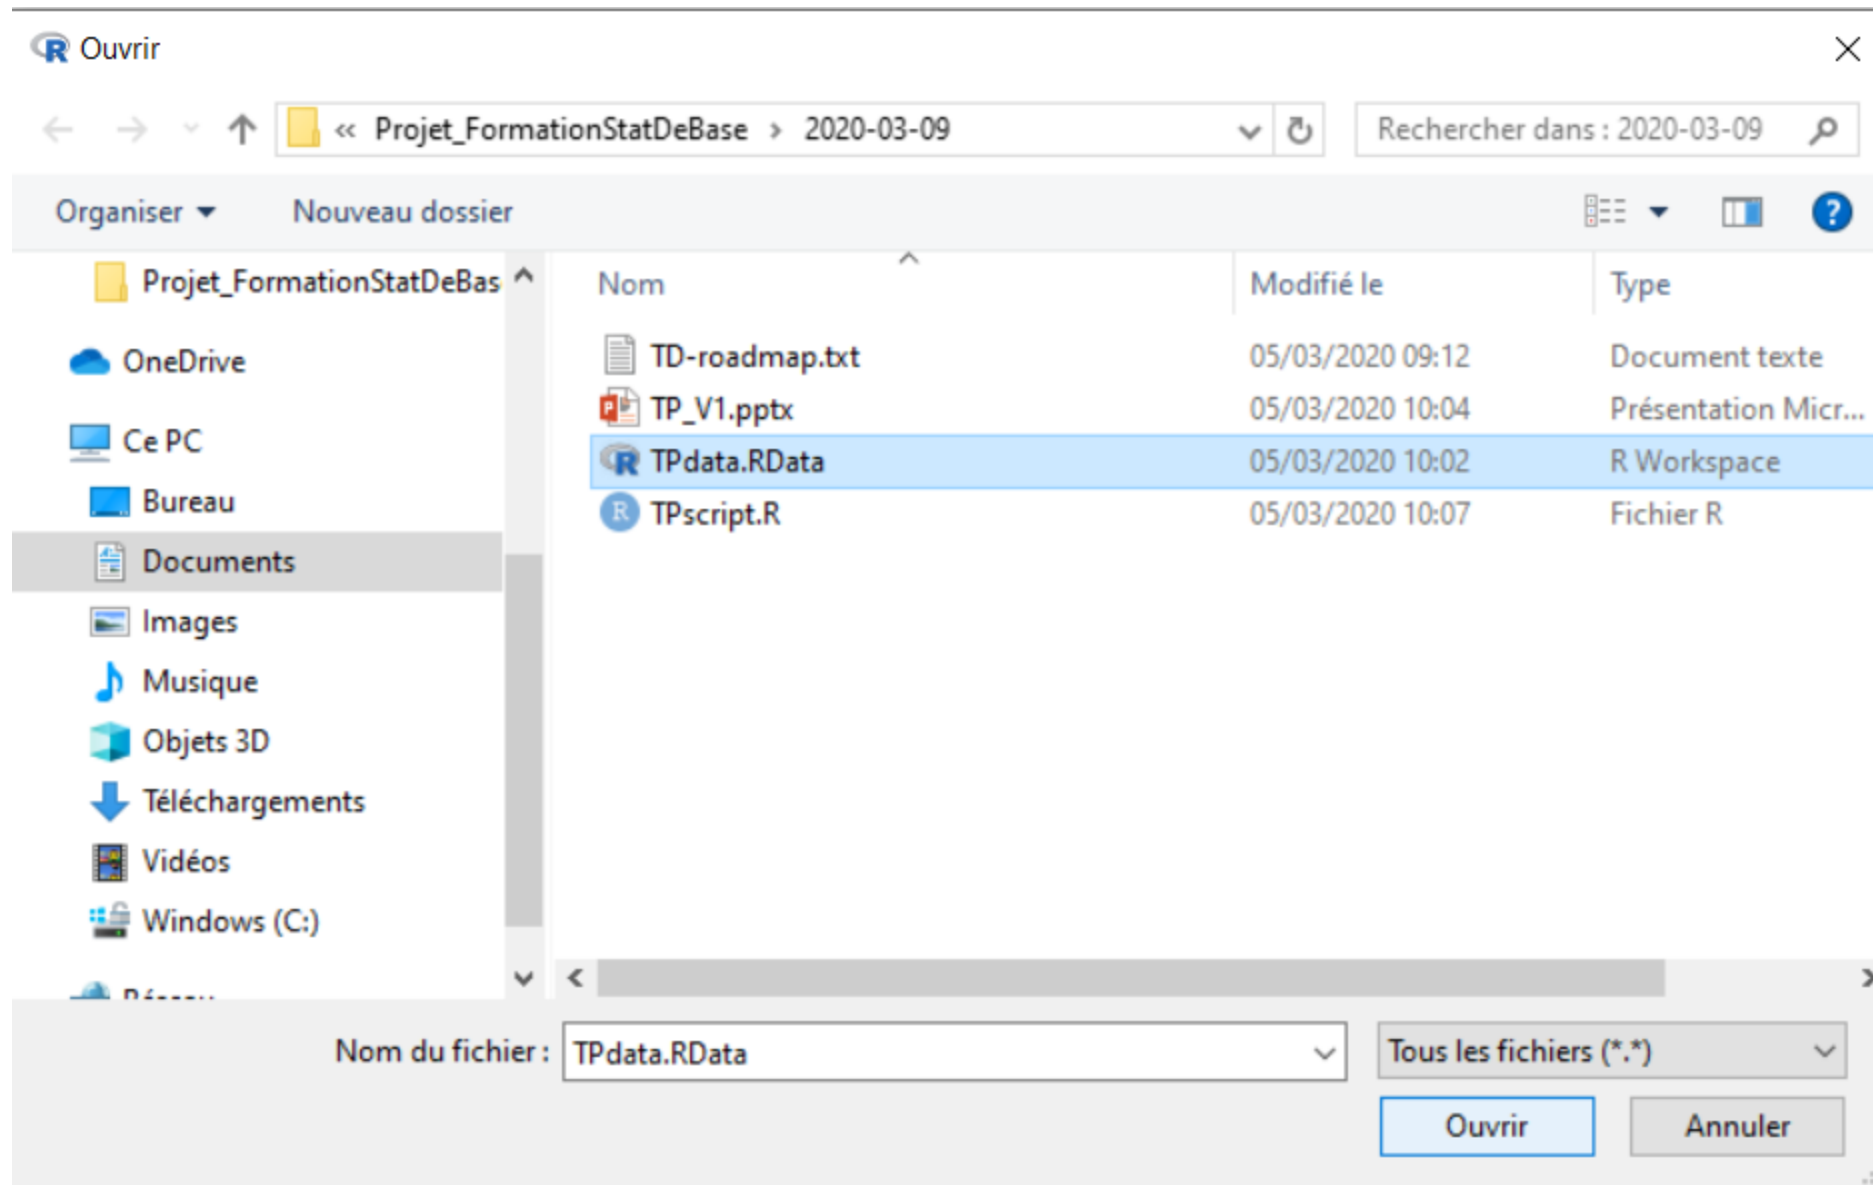 Ouvrir
« Projet_FormationStatDeBase > 2020-03-09
Rechercher dans : 2020-03-09
Organiser
Nouveau dossier
Projet_FormationStatDeBas
OneDrive
Ce PC
Bureau
Documents
Images
Musique
Objets 3D
Téléchargements
Vidéos
Windows (C:)
Nom Modifié le Type
TD-roadmap.txt 05/03/2020 09:12 Document texte
TP_V1.pptx 05/03/2020 10:04 Présentation Micr...
TPdata.RData 05/03/2020 10:02 R Workspace
TPscript.R 05/03/2020 10:07 Fichier R
Nom du fichier : TPdata.RData
Tous les fichiers (*.*)
Ouvrir
Annuler